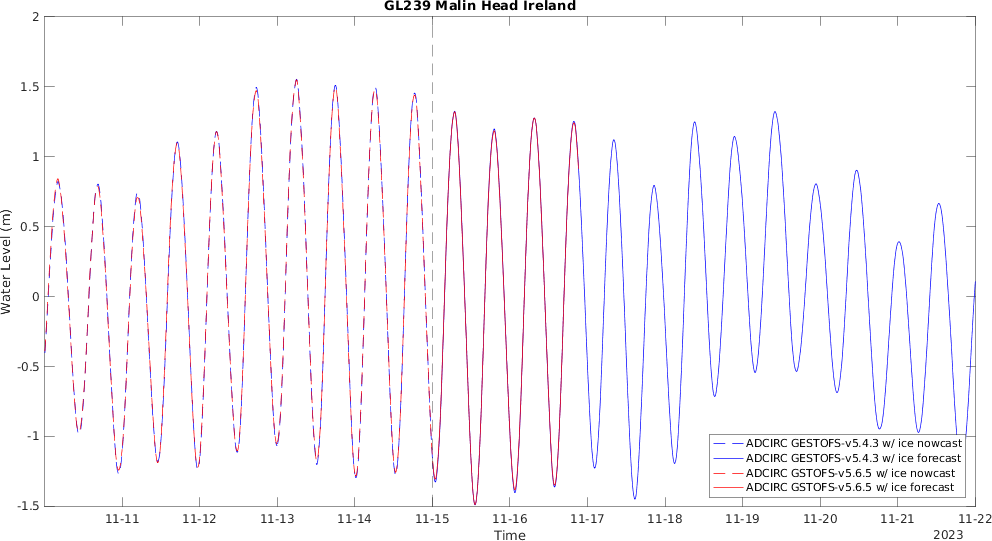 GL239 Malin Head Ireland
2
1.5
1
0.5
0
-0.5
-1
-1.5
Water Level (m)
ADCIRC GESTOFS-v5.4.3 w/ ice nowcast
ADCIRC GESTOFS-v5.4.3 w/ ice forecast
ADCIRC GSTOFS-v5.6.5 w/ ice nowcast
ADCIRC GSTOFS-v5.6.5 w/ ice forecast
11-11 11-12 11-13 11-14 11-15 11-16 11-17 11-18 11-19 11-20 11-21 11-22
Time
2023